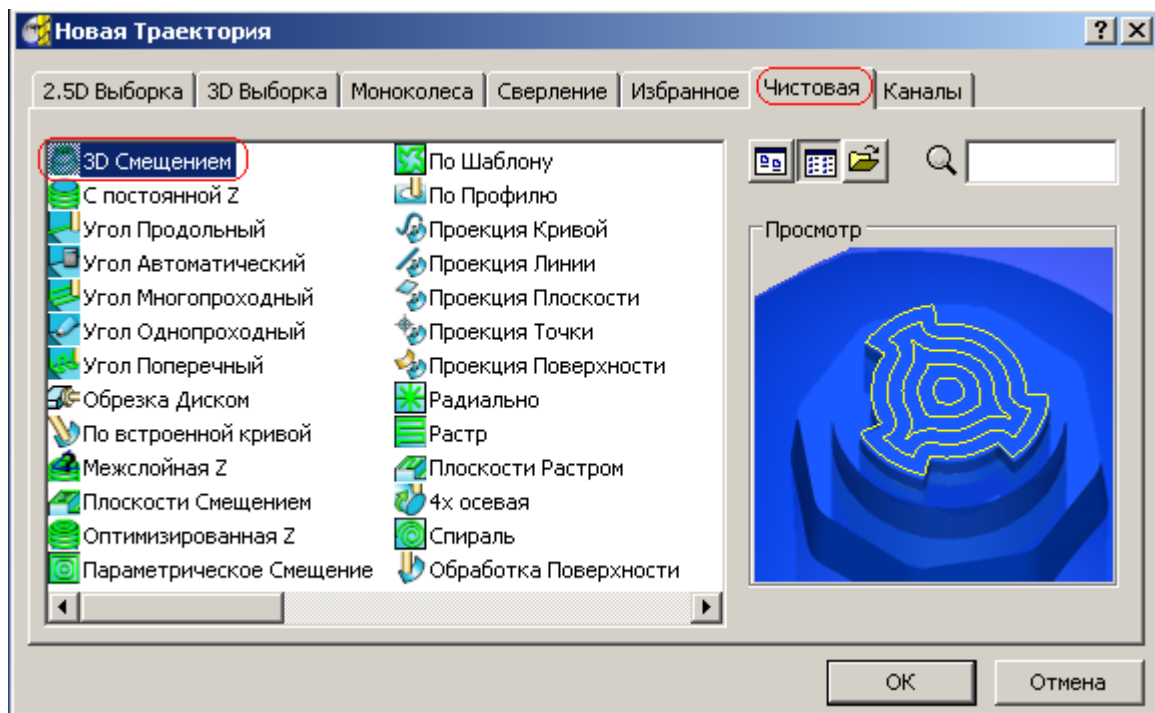 Новая Траектория
2.5D Выборка 3D Выборка Моноколеса Сверление Избранное Чистовая Каналы
3D Смещением
С постоянной Z
Угол Продольный
Угол Автоматический
Угол Многопроходный
Угол Однопроходный
Угол Поперечный
Обрезка Диском
По встроенной кривой
Межслойная Z
Плоскости Смещением
Оптимизированная Z
Параметрическое Смещение
По Шаблону
По Профилю
Проекция Кривой
Проекция Линии
Проекция Плоскости
Проекция Точки
Проекция Поверхности
Радиально
Растр
Плоскости Растром
4х осевая
Спираль
Обработка Поверхности
Просмотр
ОК Отмена